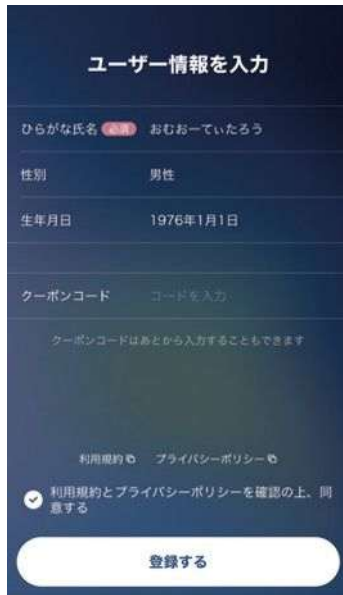 ユーザー情報を入力
ひらがな氏名 必須 おむおーてぃたろう
性別 男性
生年月日 1976年1月1日
クーポンコード コードを入力
クーポンコードはあとから入力することもできます
利用規約 プライバシーポリシー
利用規約とプライバシーポリシーを確認の上、同
意する
登録する